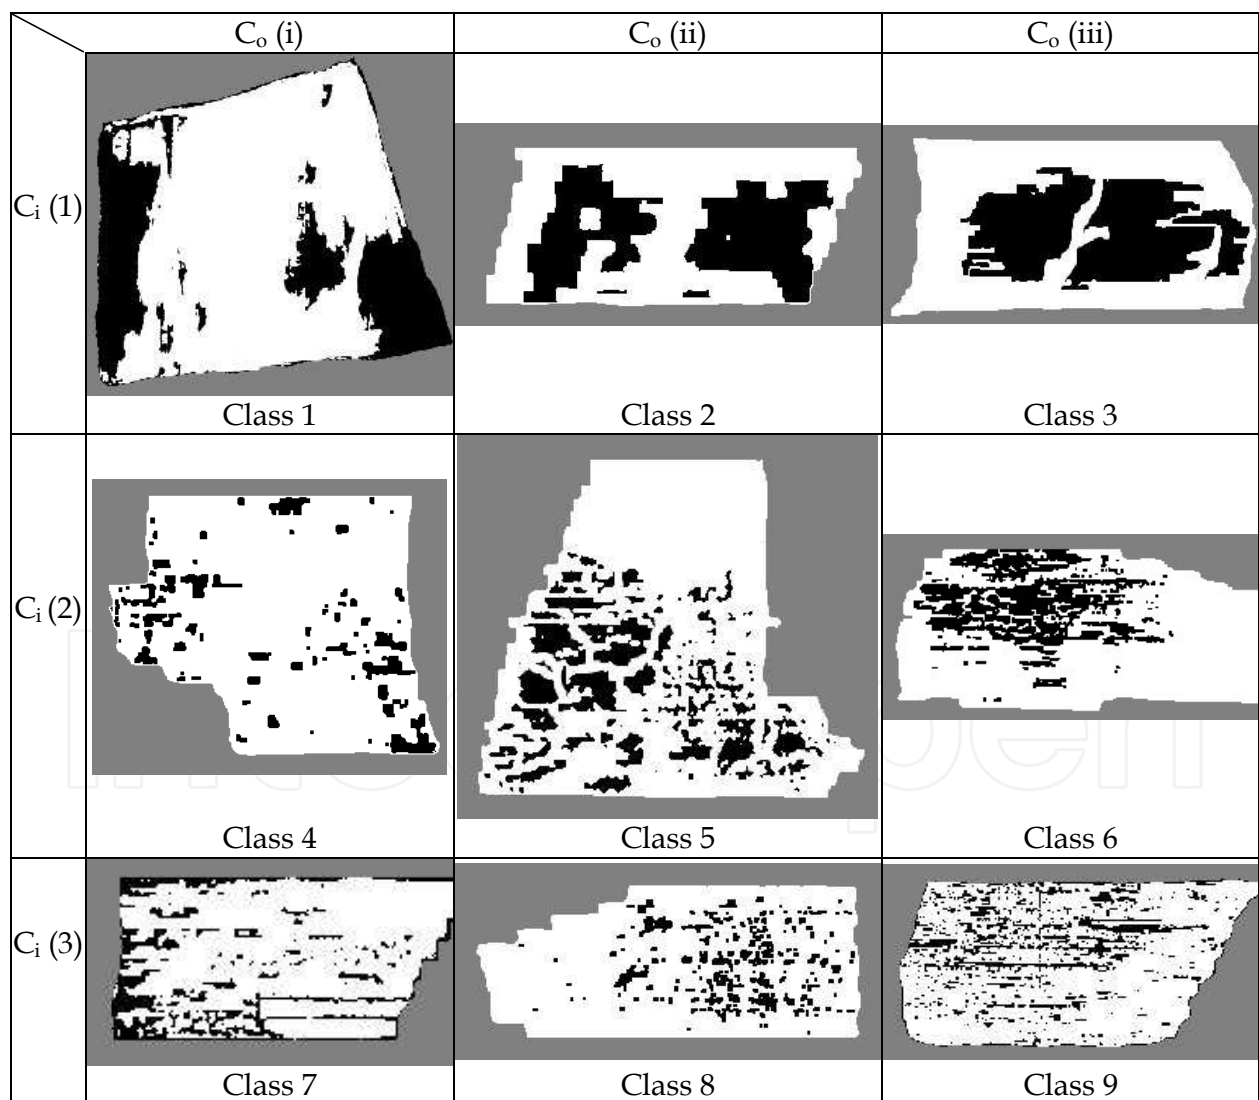 Cₒ (i) Cₒ (ii) Cₒ (iii)
Cᵢ (1)
Class 1 Class 2 Class 3
Cᵢ (2)
Class 4 Class 5 Class 6
Cᵢ (3)
Class 7 Class 8 Class 9